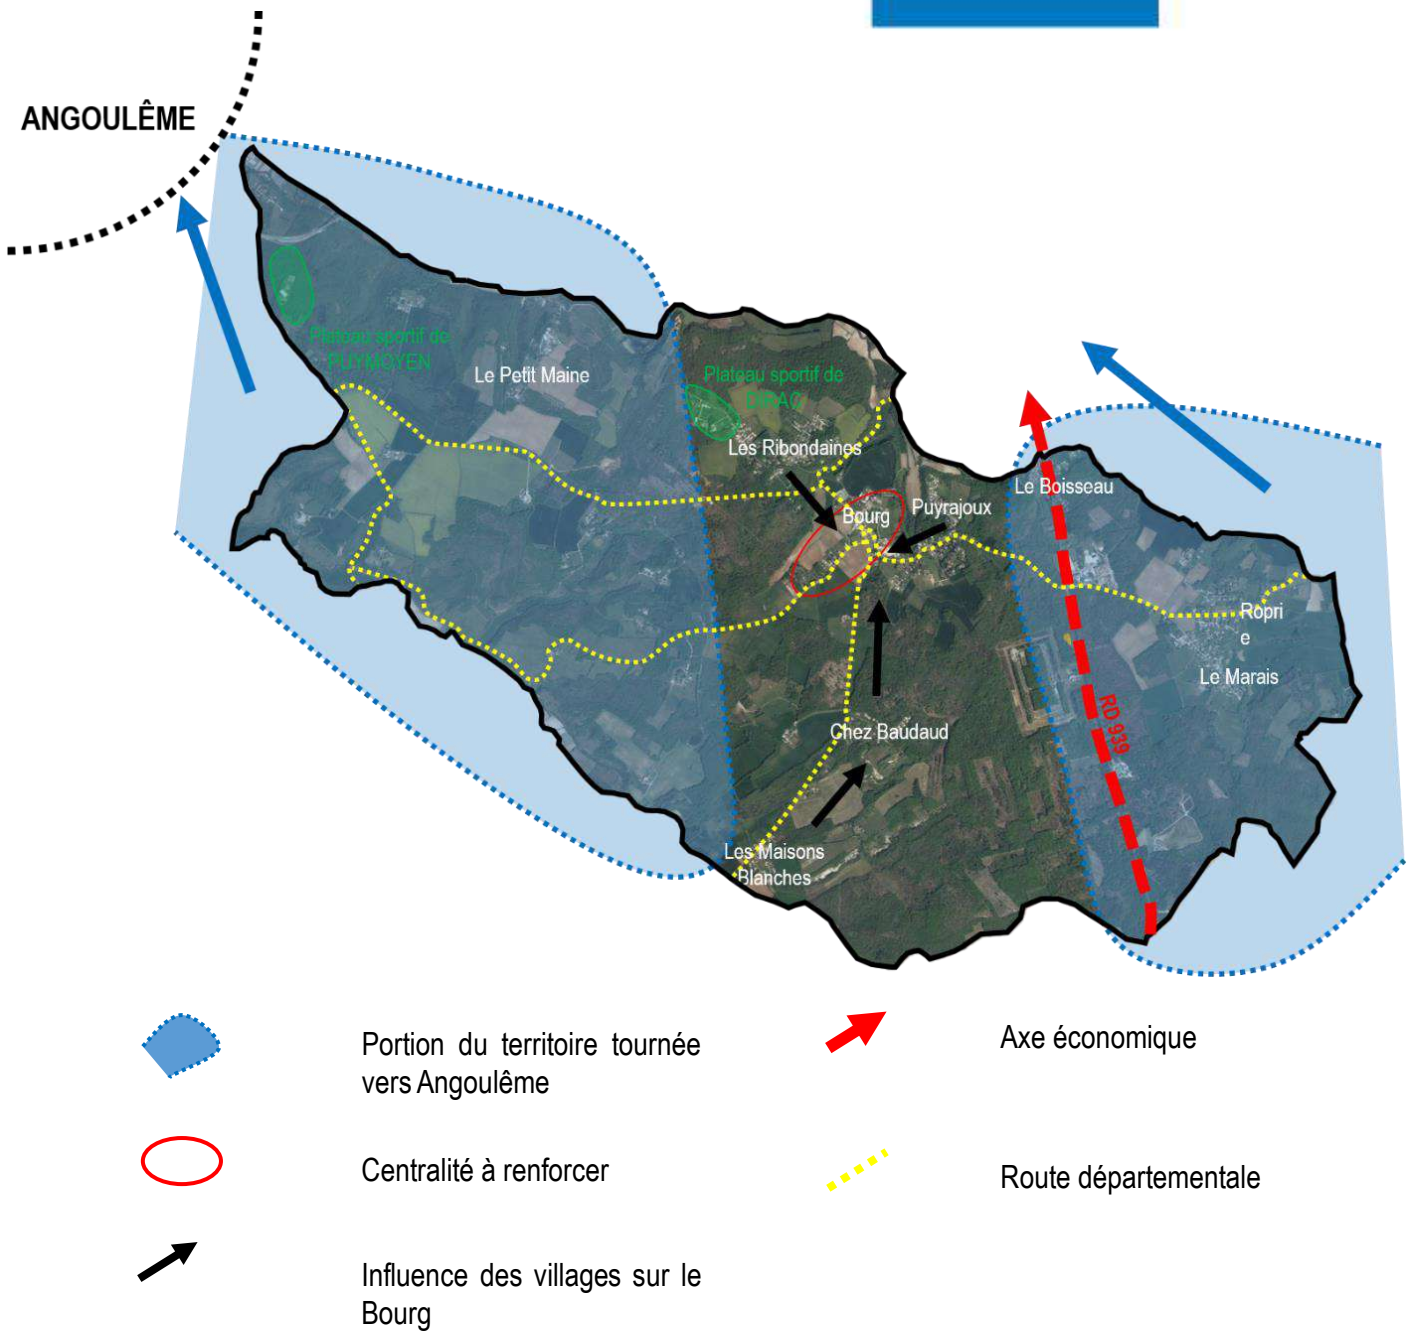 ANGOULÊME
Plateau sportif de
PUYMOYEN
Le Petit Maine
Plateau sportif de
DIRAC
Les Ribondaines
Bourg
Puyrajoux
Le Boisseau
Ropri
e
Le Marais
RD 939
Chez Baudaud
Les Maisons
Blanches
Portion du territoire tournée
vers Angoulême
Axe économique
Centralité à renforcer
Route départementale
Influence des villages sur le
Bourg